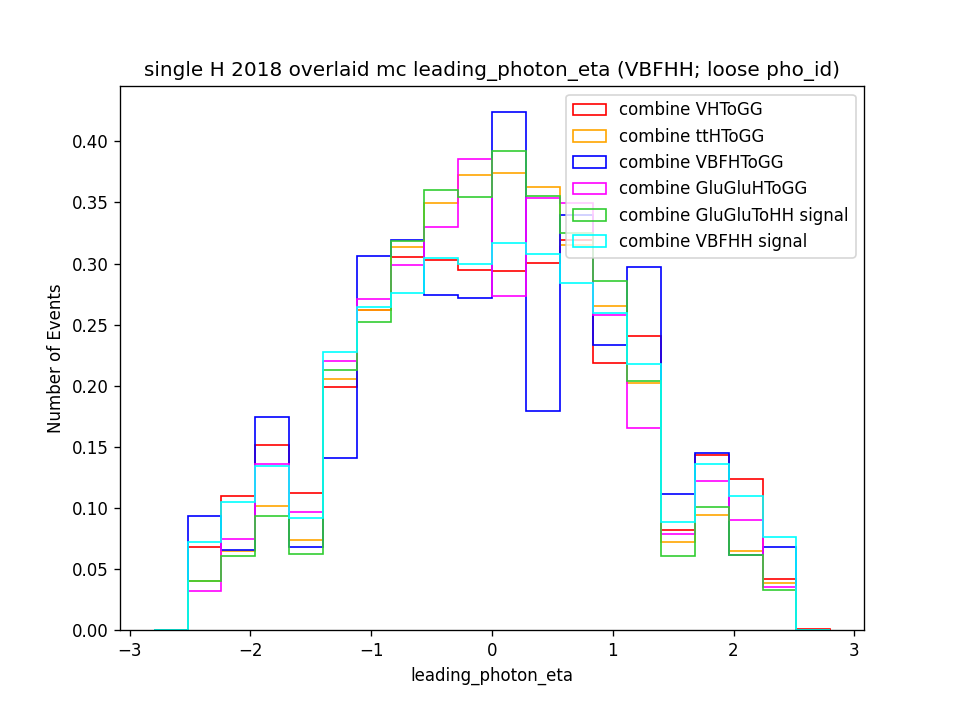 single H 2018 overlaid mc leading_photon_eta (VBFHH; loose pho_id)
combine VHToGG
combine ttHToGG
combine VBFHToGG
combine GluGluHToGG
combine GluGluToHH signal
combine VBFHH signal
Number of Events
0.40
0.35
0.30
0.25
0.20
0.15
0.10
0.05
0.00
−3
−2
−1
0
1
2
3
leading_photon_eta